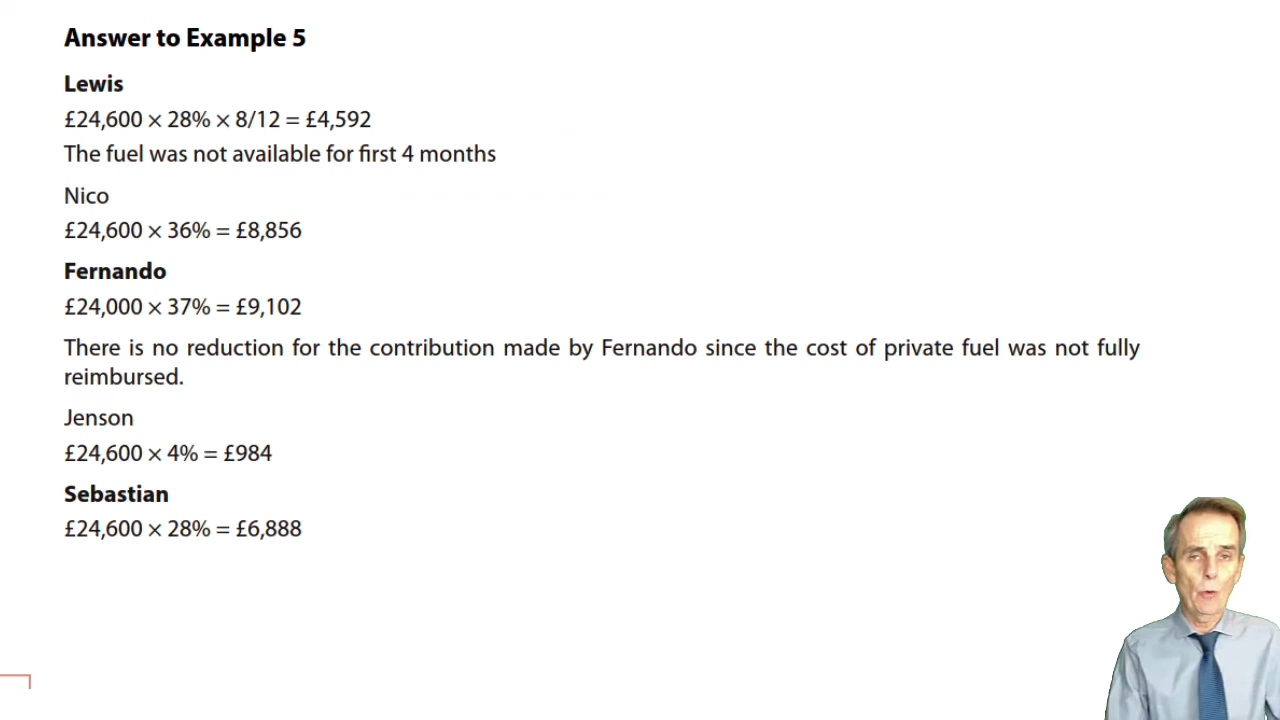 Answer to Example 5
Lewis
£24,600 × 28% × 8/12 = £4,592
The fuel was not available for first 4 months
Nico
£24,600 × 36% = £8,856
Fernando
£24,000 × 37% = £9,102
There is no reduction for the contribution made by Fernando since the cost of private fuel was not fully
reimbursed.
Jenson
£24,600 × 4% = £984
Sebastian
£24,600 × 28% = £6,888